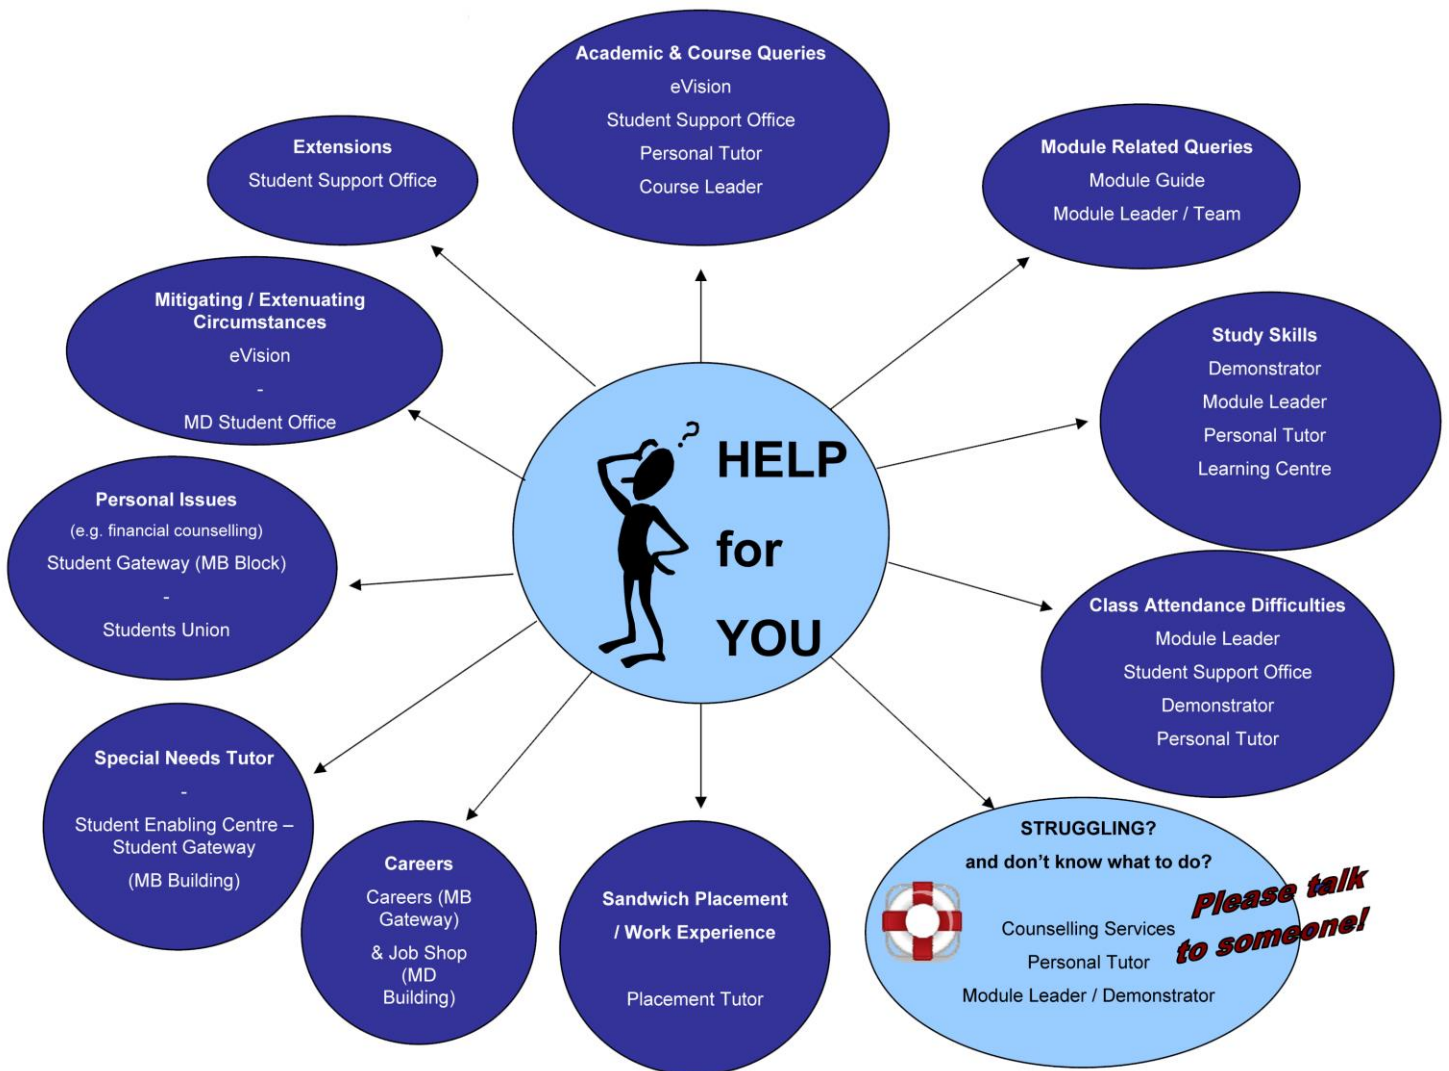 Academic & Course Queries
eVision
Student Support Office
Personal Tutor
Course Leader
Extensions
Student Support Office
Module Related Queries
Module Guide
Module Leader / Team
Mitigating / Extenuating
Circumstances
eVision
-
MD Student Office
Study Skills
Demonstrator
Module Leader
Personal Tutor
Learning Centre
?
HELP
for
YOU
Personal Issues
(e.g. financial counselling)
Student Gateway (MB Block)
-
Students Union
Class Attendance Difficulties
Module Leader
Student Support Office
Demonstrator
Personal Tutor
Special Needs Tutor
-
Student Enabling Centre –
Student Gateway
(MB Building)
Careers
Careers (MB
Gateway)
& Job Shop
(MD
Building)
Sandwich Placement
/ Work Experience
Placement Tutor
STRUGGLING?
and don't know what to do?
Counselling Services
Personal Tutor
Module Leader / Demonstrator
Please talk
to someone!